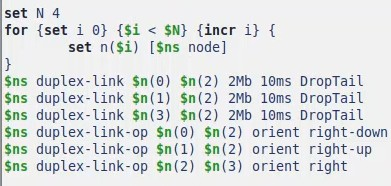 set N 4
for {set i 0} {$i < $N} {incr i} {
set n($i) [$ns node]
}
$ns duplex-link $n(0) $n(2) 2Mb 10ms DropTail
$ns duplex-link $n(1) $n(2) 2Mb 10ms DropTail
$ns duplex-link $n(3) $n(2) 2Mb 10ms DropTail
$ns duplex-link-op $n(0) $n(2) orient right-down
$ns duplex-link-op $n(1) $n(2) orient right-up
$ns duplex-link-op $n(2) $n(3) orient right